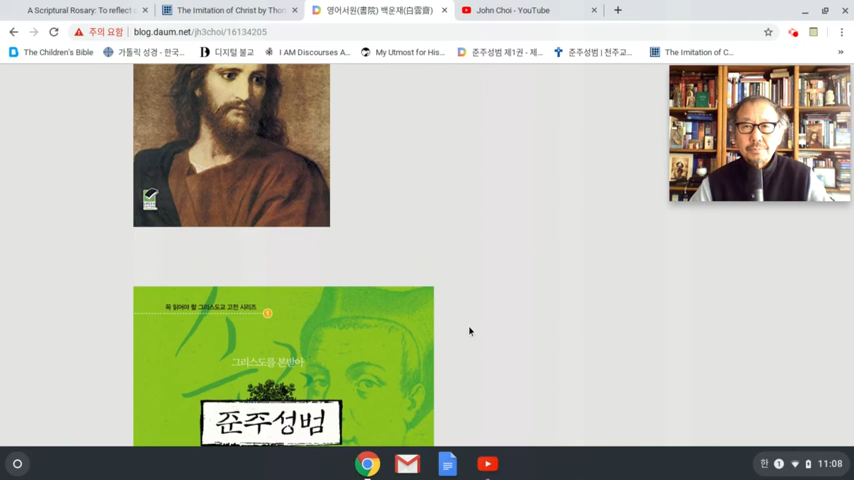 A Scriptural Rosary: To reflect
The Imitation of Christ by Thom
영어서원(書院) 백운재(白雲齋)
John Choi - YouTube
주의 요함
blog.daum.net/jh3choi/16134205
The Children's Bible
가톨릭 성경 - 한국...
디지털 불교
I AM Discourses A...
My Utmost for His...
준주성범 제1권 - 제...
준주성범 | 천주교...
The Imitation of C...
»
꼭 읽어야 할 그리스도교 고전 시리즈
1
그리스도를 본받아
준주성범
한
1
11:08